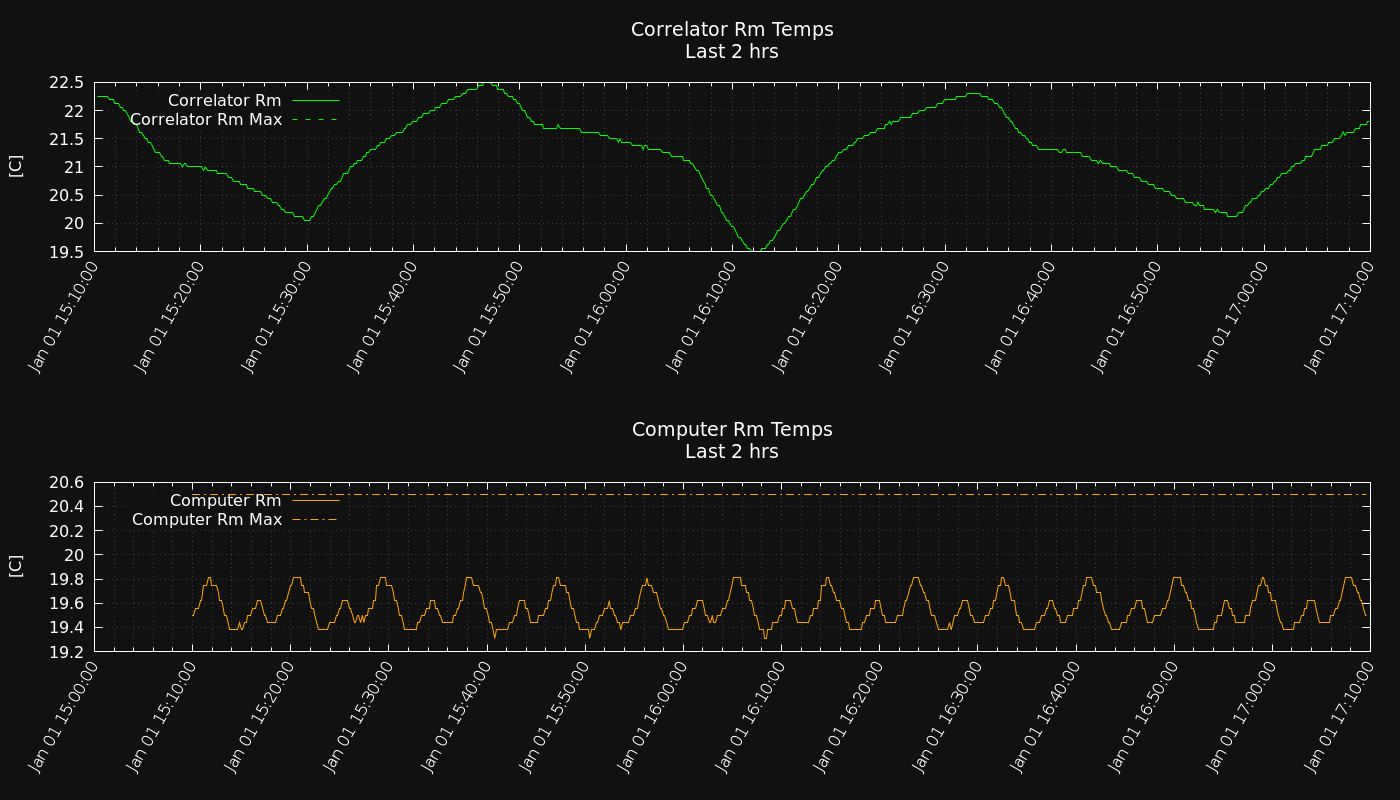 Correlator Rm Temps
Last 2 hrs
22.5
22
21.5
21
20.5
20
19.5
[C]
Correlator Rm
Correlator Rm Max
Jan 01 15:10:00
Jan 01 15:20:00
Jan 01 15:30:00
Jan 01 15:40:00
Jan 01 15:50:00
Jan 01 16:00:00
Jan 01 16:10:00
Jan 01 16:20:00
Jan 01 16:30:00
Jan 01 16:40:00
Jan 01 16:50:00
Jan 01 17:00:00
Jan 01 17:10:00
Computer Rm Temps
Last 2 hrs
20.6
20.4
20.2
20
19.8
19.6
19.4
19.2
[C]
Computer Rm
Computer Rm Max
Jan 01 15:00:00
Jan 01 15:10:00
Jan 01 15:20:00
Jan 01 15:30:00
Jan 01 15:40:00
Jan 01 15:50:00
Jan 01 16:00:00
Jan 01 16:10:00
Jan 01 16:20:00
Jan 01 16:30:00
Jan 01 16:40:00
Jan 01 16:50:00
Jan 01 17:00:00
Jan 01 17:10:00